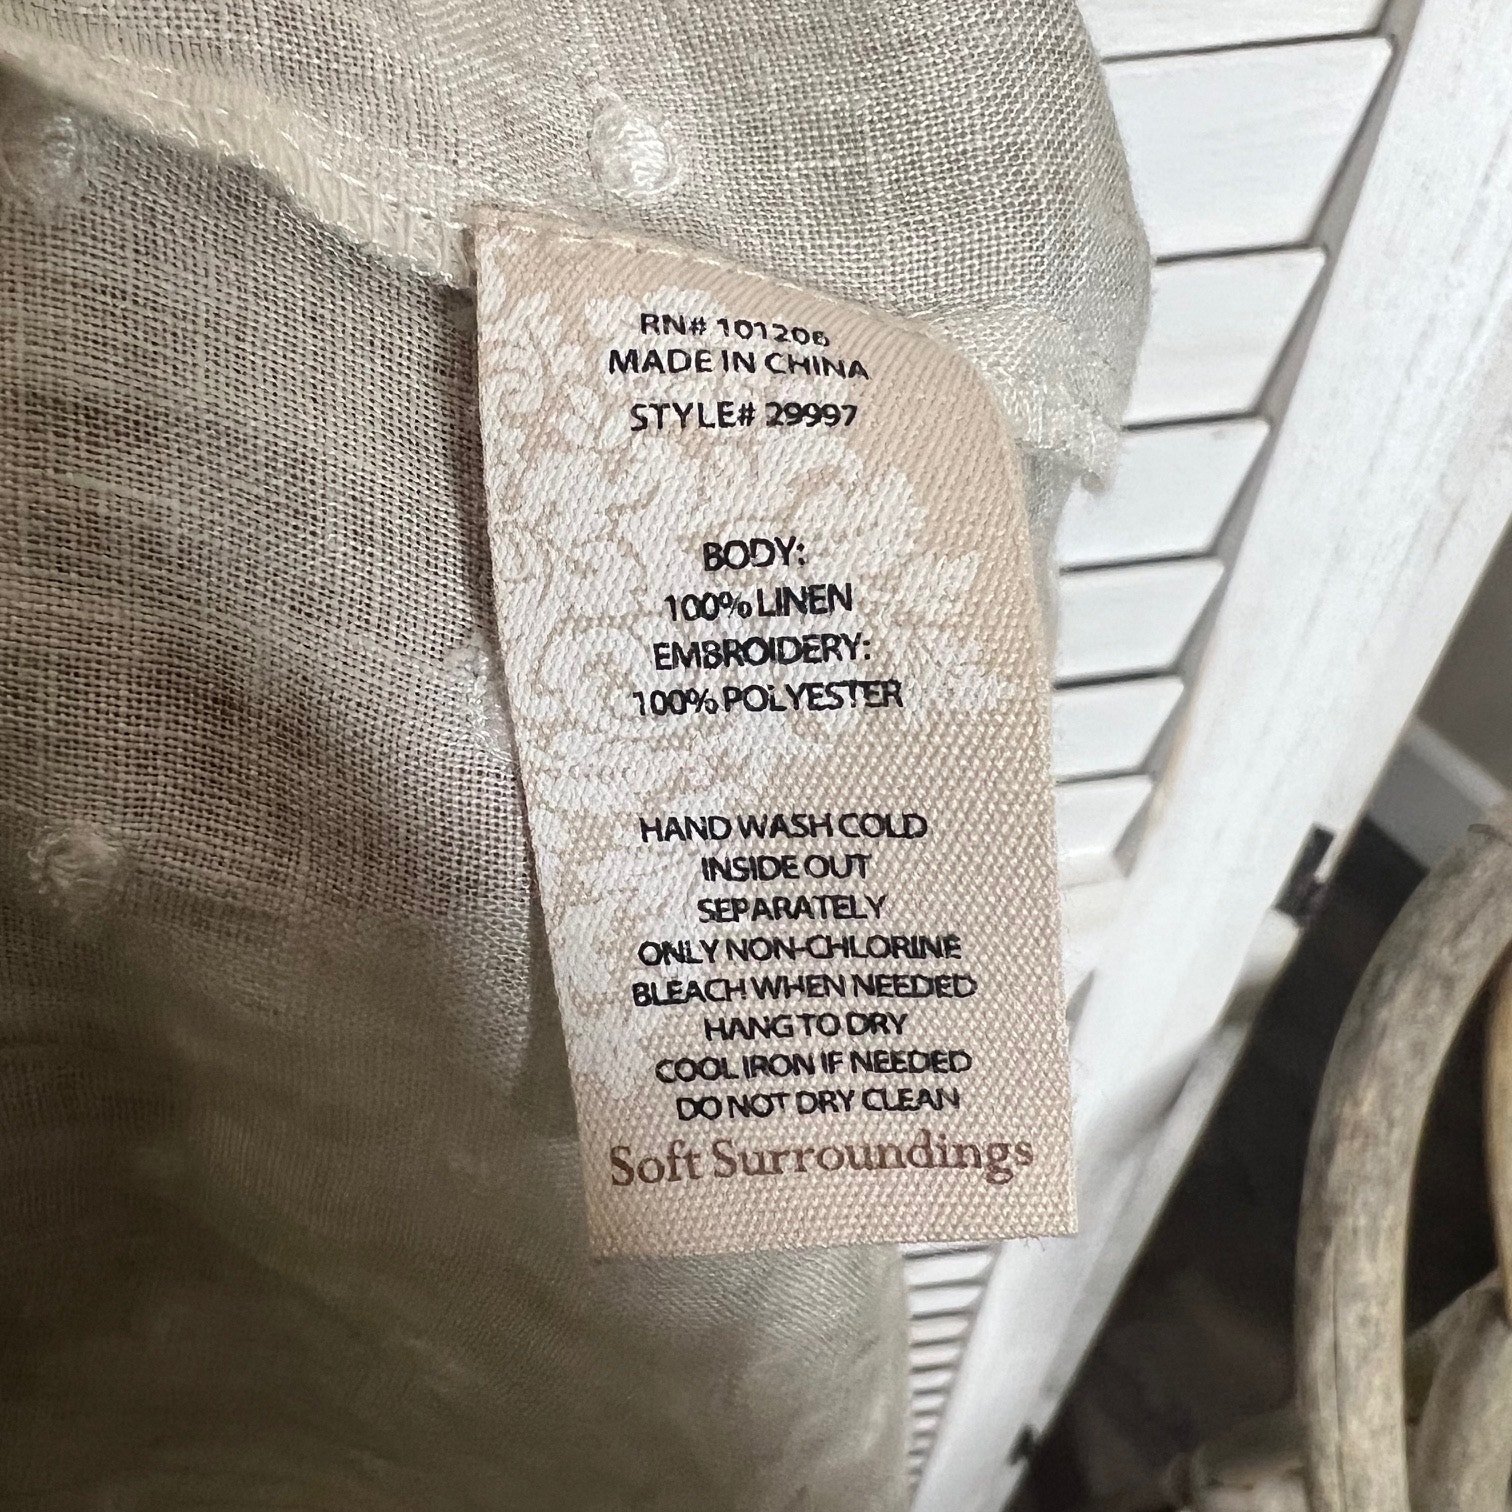 RN# 101206
MADE IN CHINA
STYLE# 29997
BODY:
100% LINEN
EMBROIDERY:
100% POLYESTER
HAND WASH COLD
INSIDE OUT
SEPARATELY
ONLY NON-CHLORINE
BLEACH WHEN NEEDED
HANG TO DRY
COOL IRON IF NEEDED
DO NOT DRY CLEAN
Soft Surroundings